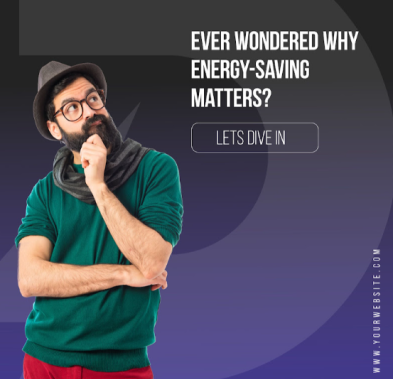 EVER WONDERED WHY
ENERGY-SAVING
MATTERS?
LETS DIVE IN
WWW.YOURWEBSITE.COM